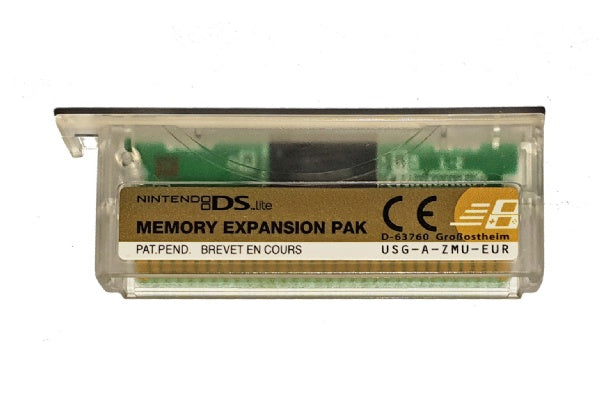 NINTENDO DS Lite
MEMORY EXPANSION PAK
PAT.PEND. BREVET EN COURS
CE
D-63760 Großostheim
USG-A-ZMU-EUR